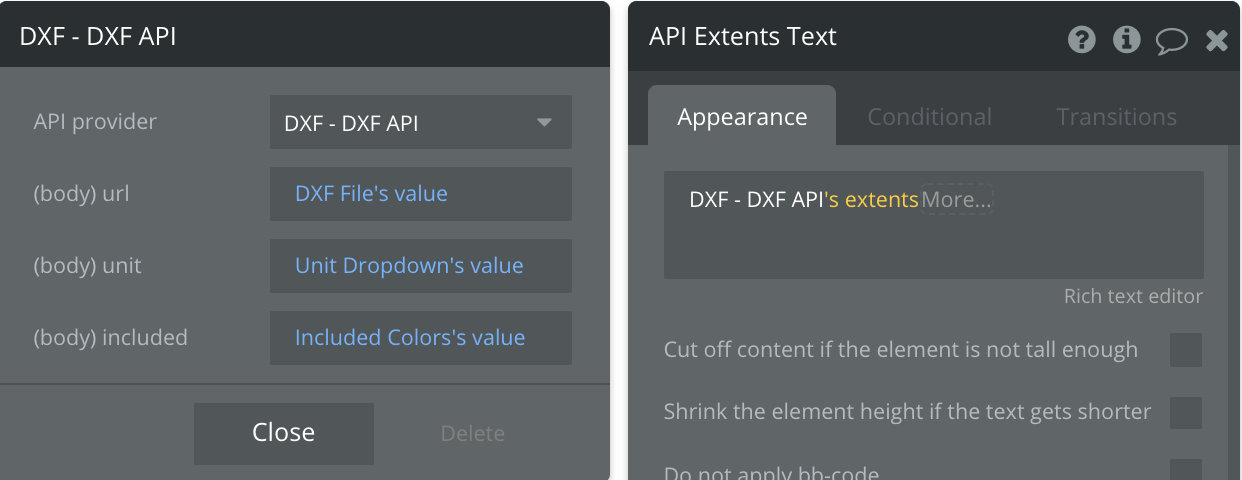 DXF - DXF API
API provider
DXF - DXF API
(body) url
DXF File's value
(body) unit
Unit Dropdown's value
(body) included
Included Colors's value
Close
Delete
API Extents Text
Appearance
Conditional
Transitions
DXF - DXF API's extentsMore...
Rich text editor
Cut off content if the element is not tall enough
Shrink the element height if the text gets shorter
Do not apply bb-code